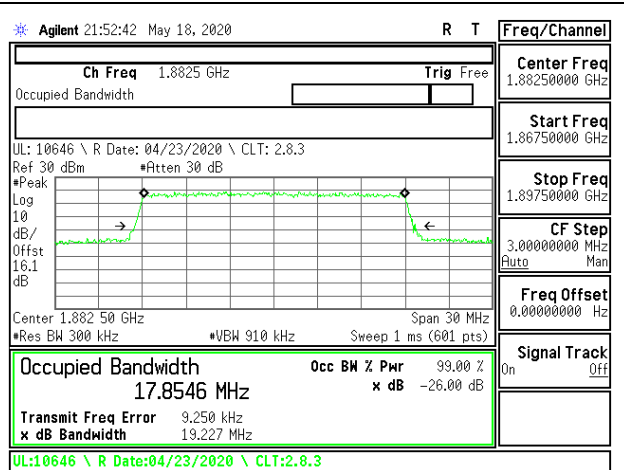 Agilent 21:52:42 May 18, 2020 R T Freq/Channel
Ch Freq 1.8825 GHz Trig Free
Occupied Bandwidth
Center Freq
1.88250000 GHz
Start Freq
1.86750000 GHz
UL: 10646 \ R Date: 04/23/2020 \ CLT: 2.8.3
Ref 30 dBm #Atten 30 dB
#Peak
Log
10
dB/
Offst
16.1
dB
Stop Freq
1.89750000 GHz
CF Step
3.00000000 MHz
Auto Man
Freq Offset
0.00000000 Hz
Center 1.882 50 GHz Span 30 MHz
#Res BW 300 kHz #VBW 910 kHz Sweep 1 ms (601 pts)
Signal Track
On Off
Occupied Bandwidth Occ BW % Pwr 99.00 %
17.8546 MHz x dB -26.00 dB
Transmit Freq Error 9.250 kHz
x dB Bandwidth 19.227 MHz
UL:10646 \ R Date:04/23/2020 \ CLT:2.8.3